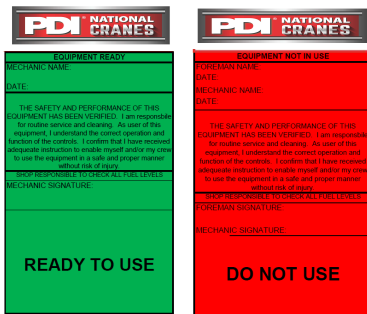 PDI NATIONAL
CRANES
EQUIPMENT READY
MECHANIC NAME:
DATE:
THE SAFETY AND PERFORMANCE OF THIS
EQUIPMENT HAS BEEN VERIFIED. I am responsible
for routine service and cleaning. As user of this
equipment, I understand the correct operation and
function of the controls. I confirm that I have received
adequeate instruction to enable myself and/or my crew
to use the equipment in a safe and proper manner
without risk of injury.
SHOP RESPONSIBLE TO CHECK ALL FUEL LEVELS
MECHANIC SIGNATURE:
READY TO USE
PDI NATIONAL
CRANES
EQUIPMENT NOT IN USE
FOREMAN NAME:
DATE:
MECHANIC NAME:
DATE:
THE SAFETY AND PERFORMANCE OF THIS
EQUIPMENT HAS BEEN VERIFIED. I am responsible
for routine service and cleaning. As user of this
equipment, I understand the correct operation and
function of the controls. I confirm that I have received
adequeate instruction to enable myself and/or my crew
to use the equipment in a safe and proper manner
without risk of injury.
SHOP RESPONSIBLE TO CHECK ALL FUEL LEVELS
FOREMAN SIGNATURE:
MECHANIC SIGNATURE:
DO NOT USE